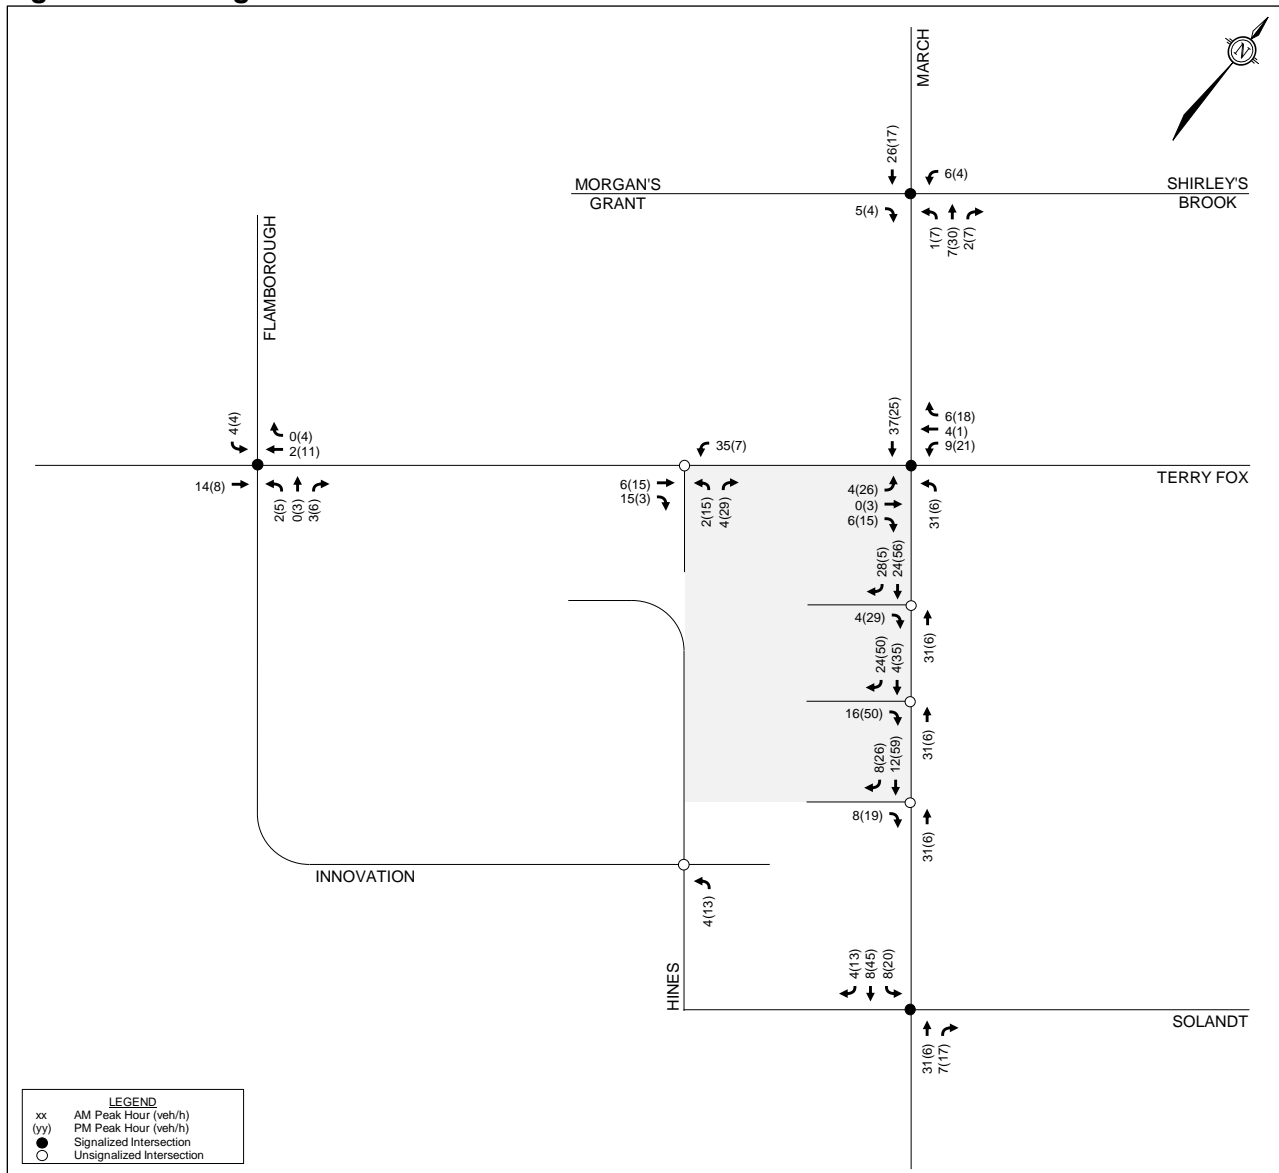 MARCH
N
26(17)
6(4)
MORGAN'S
GRANT
SHIRLEY'S
BROOK
5(4)
1(7)
7(30)
2(7)
FLAMBOROUGH
4(4)
0(4)
2(11)
14(8)
2(5)
0(3)
3(6)
35(7)
6(15)
15(3)
2(15)
4(29)
37(25)
6(18)
4(1)
9(21)
TERRY FOX
4(26)
0(3)
6(15)
31(6)
28(5)
24(56)
4(29)
31(6)
24(50)
4(35)
16(50)
31(6)
8(26)
12(59)
8(19)
31(6)
INNOVATION
4(13)
HINES
4(13)
8(45)
8(20)
SOLANDT
31(6)
7(17)
LEGEND
xx AM Peak Hour (veh/h)
(yy) PM Peak Hour (veh/h)
Signalized Intersection
Unsignalized Intersection